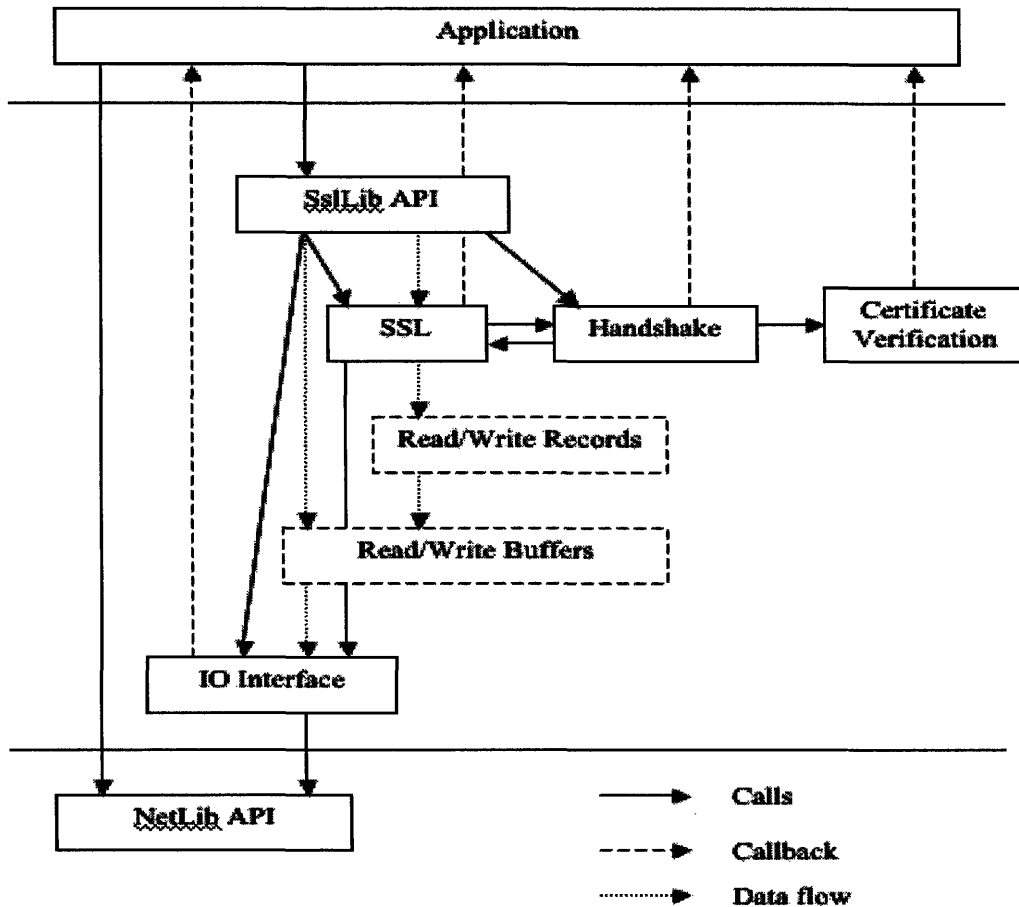 Application
SslLib API
SSL
Handshake
Certificate
Verification
Read/Write Records
Read/Write Buffers
IO Interface
NetLib API
Calls
Callback
Data flow